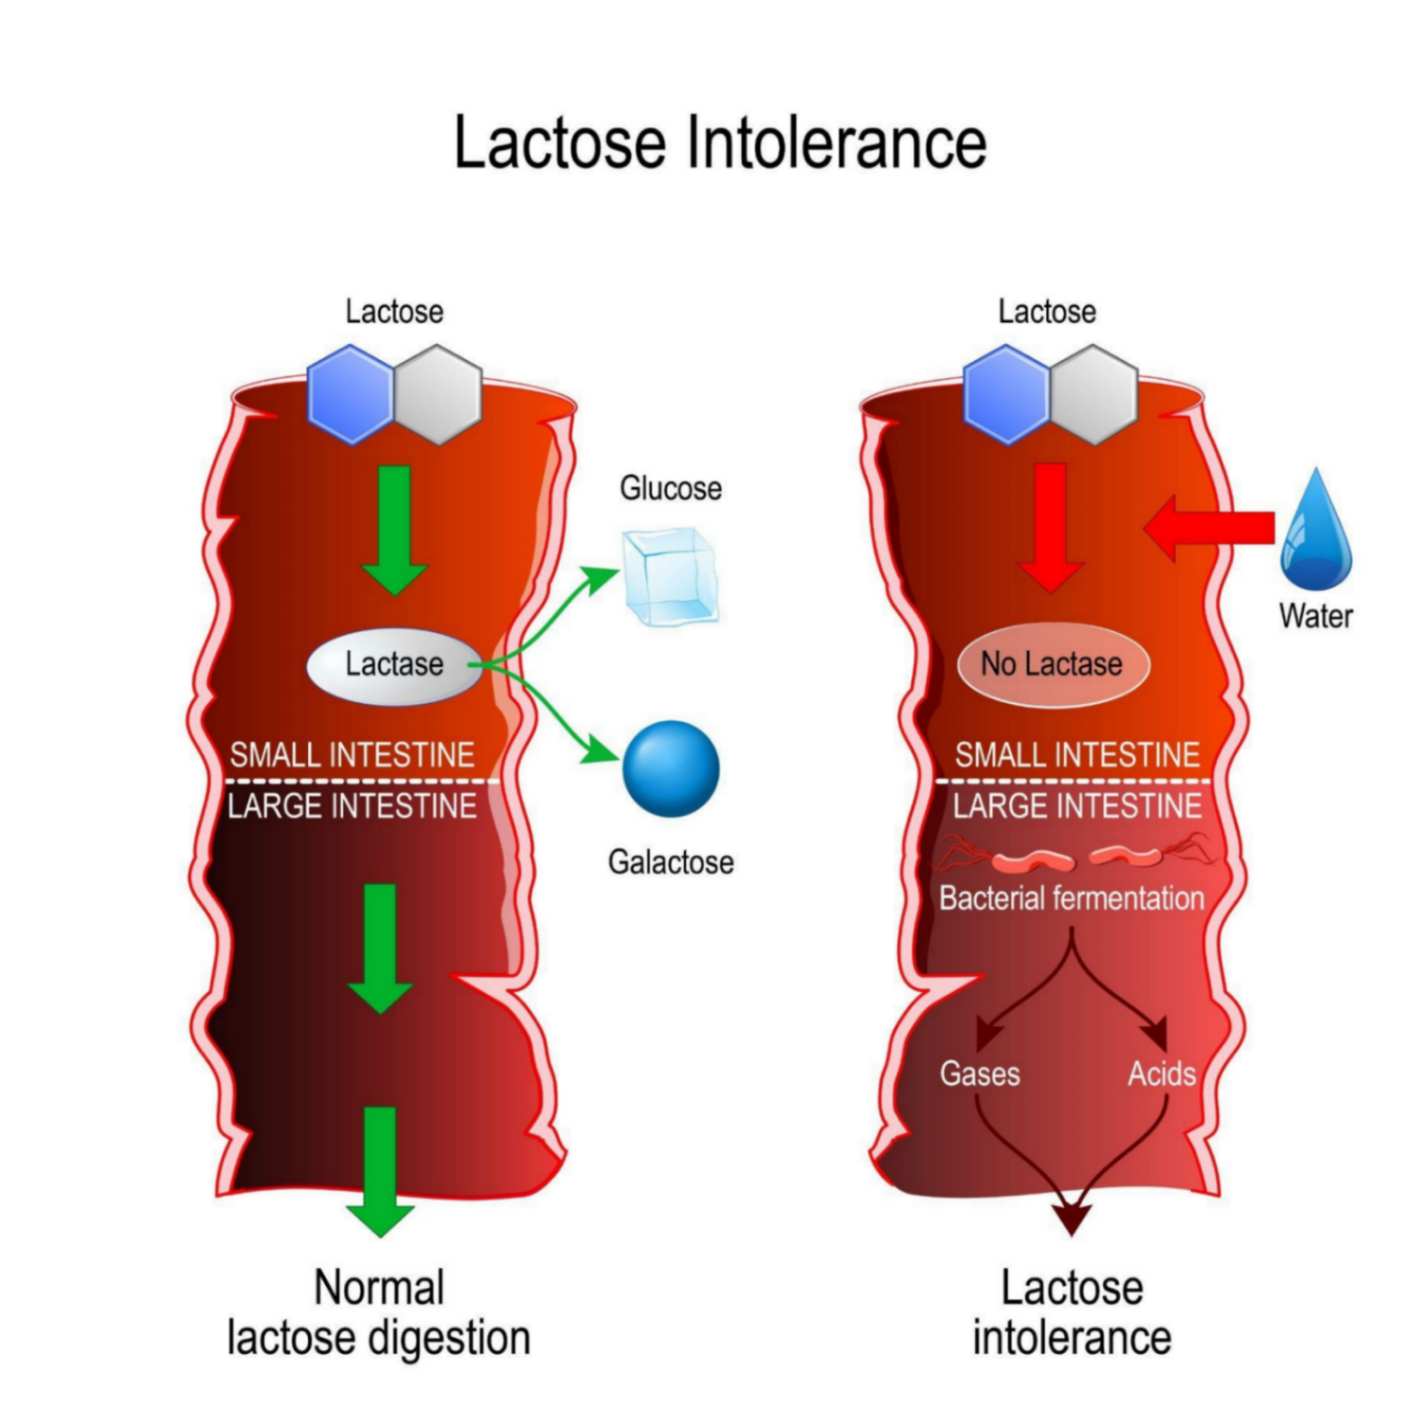 Lactose Intolerance
Lactose
Glucose
Lactase
SMALL INTESTINE
LARGE INTESTINE
Galactose
Normal
lactose digestion
Lactose
Water
No Lactase
SMALL INTESTINE
LARGE INTESTINE
Bacterial fermentation
Gases
Acids
Lactose
intolerance